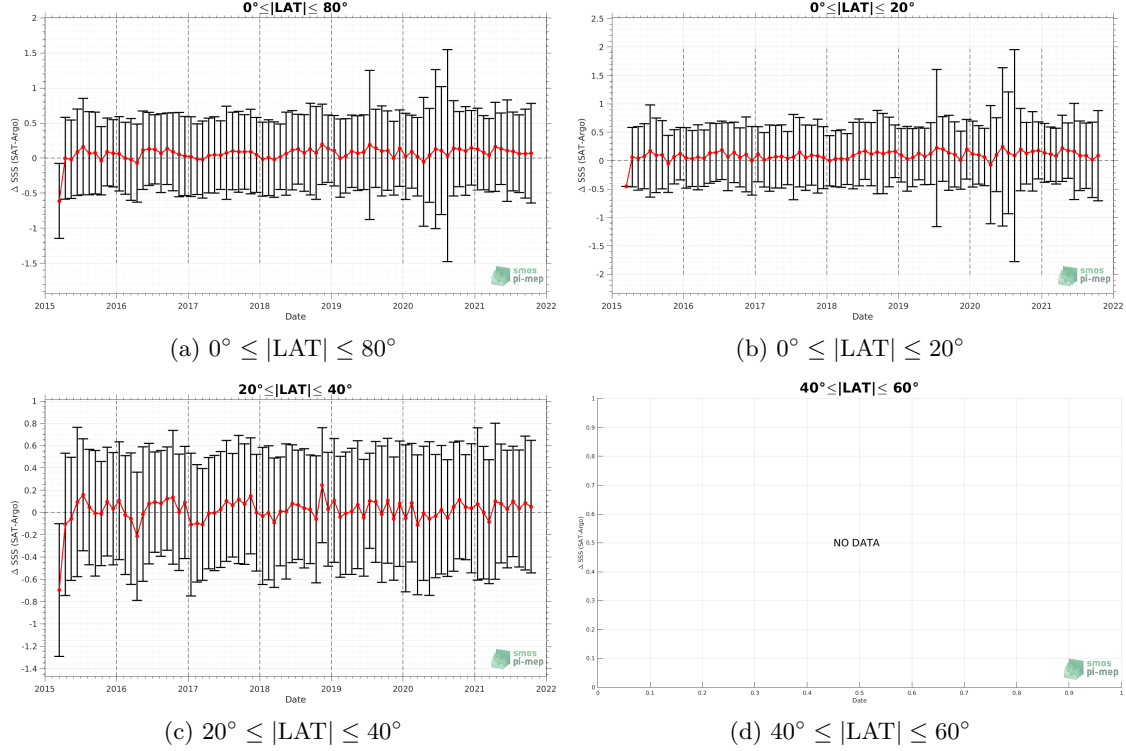 0°≤|LAT|≤ 80°
2
1.5
1
0.5
0
-0.5
-1
-1.5
Δ SSS (SAT-Argo)
2015 2016 2017 2018 2019 2020 2021 2022
Date
smos
pi-mep
(a) 0° ≤ |LAT| ≤ 80°
0°≤|LAT|≤ 20°
2.5
2
1.5
1
0.5
0
-0.5
-1
-1.5
-2
Δ SSS (SAT-Argo)
2015 2016 2017 2018 2019 2020 2021 2022
Date
smos
pi-mep
(b) 0° ≤ |LAT| ≤ 20°
20°≤|LAT|≤ 40°
1
0.8
0.6
0.4
0.2
0
-0.2
-0.4
-0.6
-0.8
-1
-1.2
-1.4
Δ SSS (SAT-Argo)
2015 2016 2017 2018 2019 2020 2021 2022
Date
smos
pi-mep
(c) 20° ≤ |LAT| ≤ 40°
40°≤|LAT|≤ 60°
1
0.9
0.8
0.7
0.6
0.5
0.4
0.3
0.2
0.1
0
Δ SSS (SAT-Argo)
NO DATA
0 0.1 0.2 0.3 0.4 0.5 0.6 0.7 0.8 0.9 1
Date
smos
pi-mep
(d) 40° ≤ |LAT| ≤ 60°